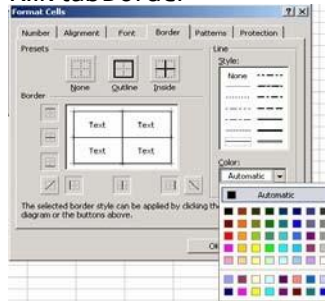 tab Border
Format Cells
Number Alignment Font Border Patterns Protection
Presets
Line
Style:
None
None Outline Inside
Border
Text Text
Text Text
Color:
Automatic
Automatic
The selected border style can be applied by clicking the
diagram or the buttons above.